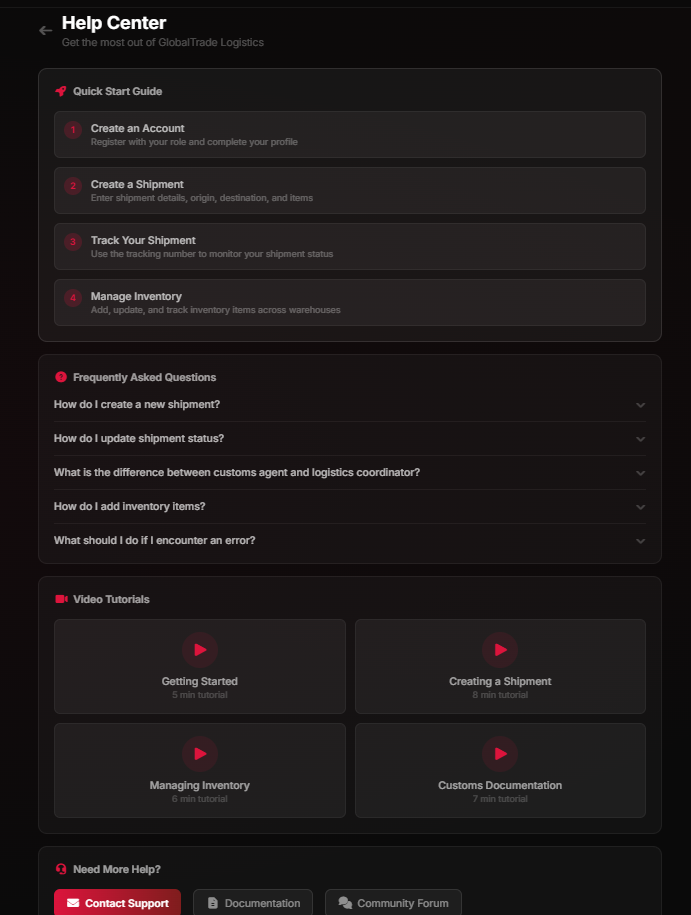 Help Center
Get the most out of GlobalTrade Logistics
Quick Start Guide
1
Create an Account
Register with your role and complete your profile
2
Create a Shipment
Enter shipment details, origin, destination, and items
3
Track Your Shipment
Use the tracking number to monitor your shipment status
4
Manage Inventory
Add, update, and track inventory items across warehouses
Frequently Asked Questions
How do I create a new shipment?
How do I update shipment status?
What is the difference between customs agent and logistics coordinator?
How do I add inventory items?
What should I do if I encounter an error?
Video Tutorials
Getting Started
5 min tutorial
Creating a Shipment
8 min tutorial
Managing Inventory
6 min tutorial
Customs Documentation
7 min tutorial
Need More Help?
Contact Support
Documentation
Community Forum